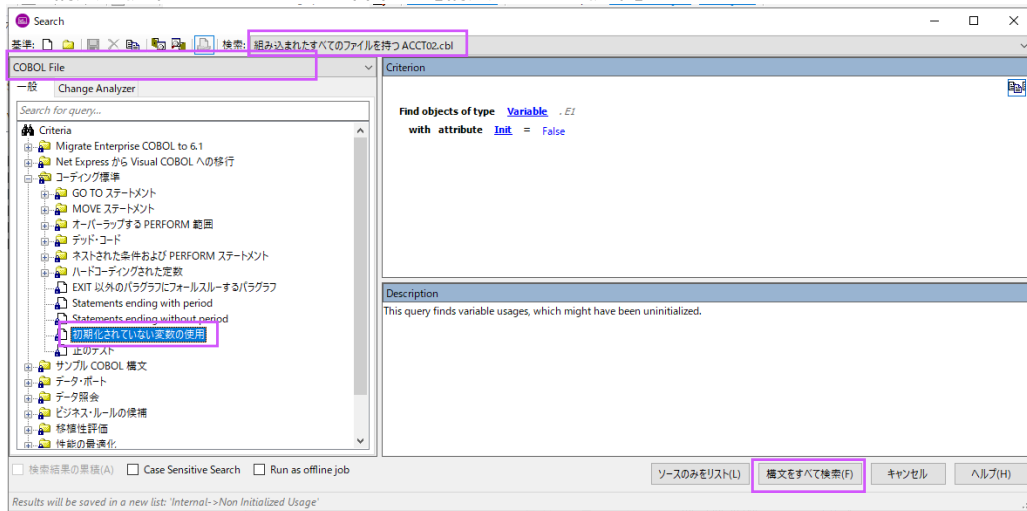 Search
基準: 検索: 組み込まれたすべてのファイルを持つ ACCT02.cbl
COBOL File
一般 Change Analyzer
Search for query...
Criteria
Migrate Enterprise COBOL to 6.1
Net Express から Visual COBOL への移行
コーディング標準
GO TO ステートメント
MOVE ステートメント
オーバーラップする PERFORM 範囲
デッド・コード
ネストされた条件および PERFORM ステートメント
ハードコーディングされた定数
EXIT 以外のパラグラフにフォールスルーするパラグラフ
Statements ending with period
Statements ending without period
初期化されていない変数の使用
正のテスト
サンプル COBOL 構文
データ・ポート
データ照会
ビジネス・ルールの候補
移植性評価
性能の最適化
Criterion
Find objects of type Variable . E1
with attribute Init = False
Description
This query finds variable usages, which might have been uninitialized.
検索結果の累積(A) Case Sensitive Search Run as offline job
ソースのみをリスト(L) 構文をすべて検索(F) キャンセル ヘルプ(H)
Results will be saved in a new list: 'Internal->Non Initialized Usage'